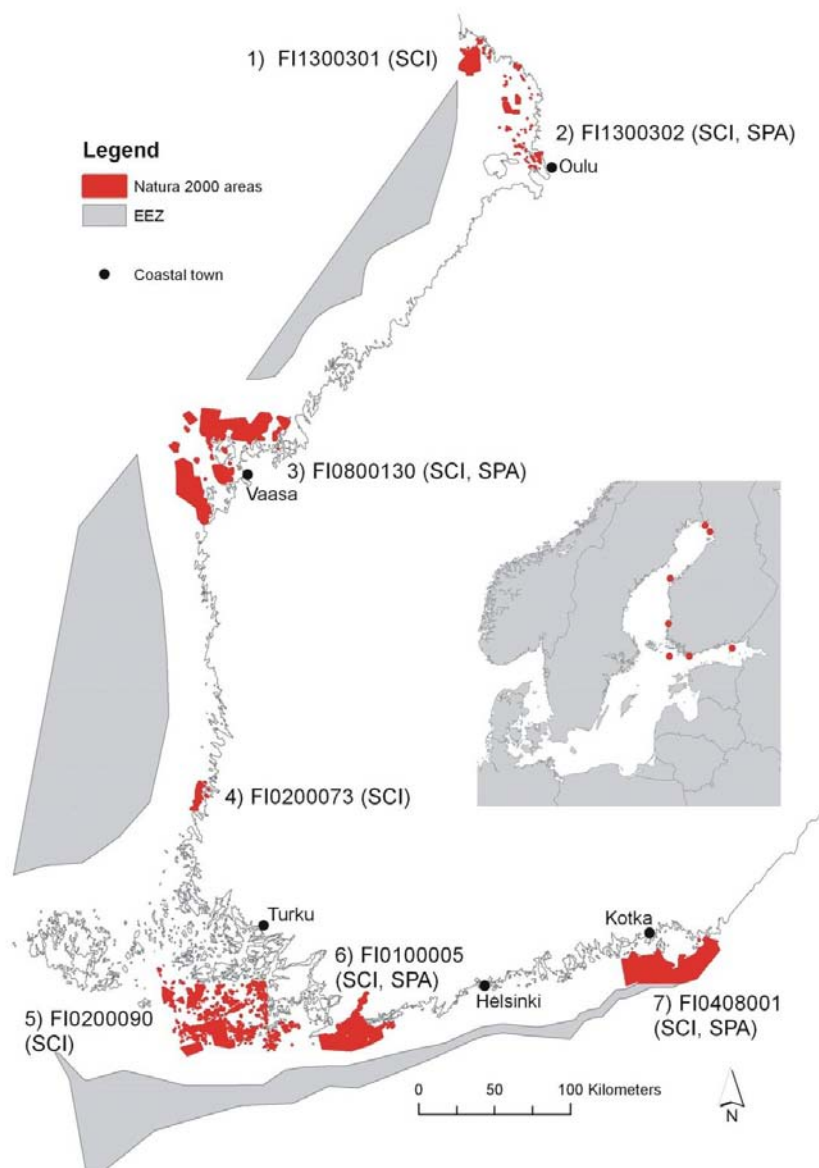 1) FI1300301 (SCI)
2) FI1300302 (SCI, SPA)
Oulu
Legend
Natura 2000 areas
EEZ
Coastal town
3) FI0800130 (SCI, SPA)
Vaasa
4) FI0200073 (SCI)
Turku
Kotka
6) FI0100005
(SCI, SPA)
Helsinki
5) FI0200090
(SCI)
7) FI0408001
(SCI, SPA)
0 50 100 Kilometers
N